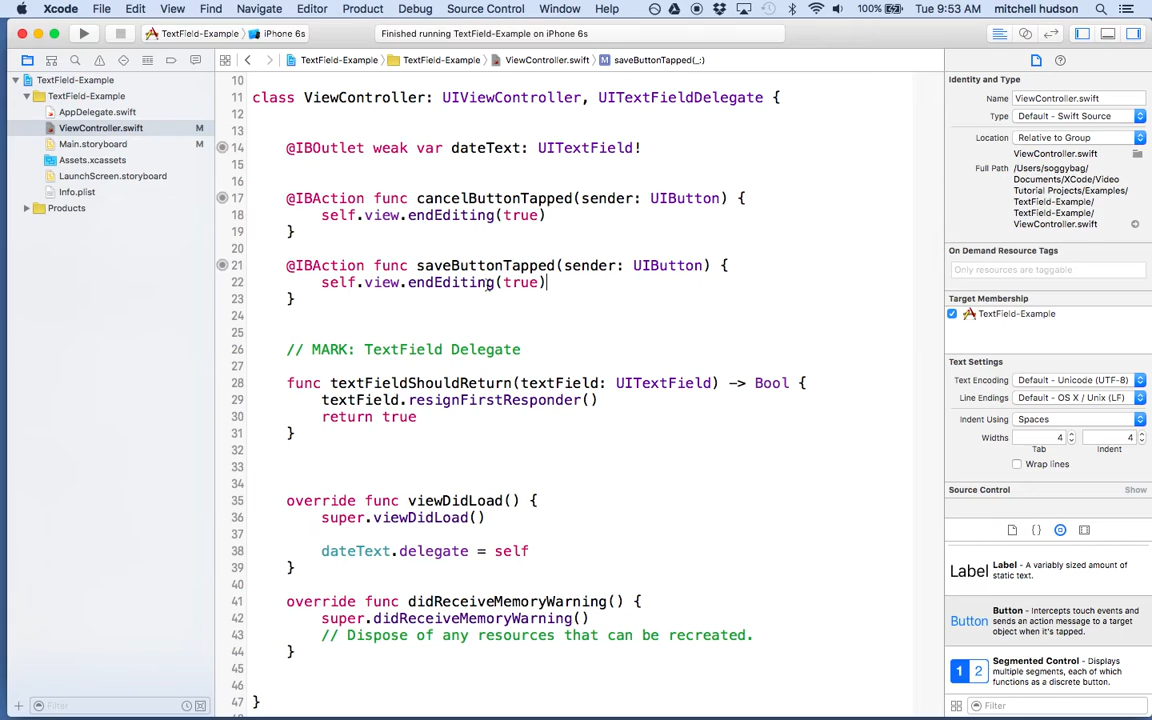 Xcode File Edit View Find Navigate Editor Product Debug Source Control Window Help 100% Tue 9:53 AM mitchell hudson
TextField-Example iPhone 6s Finished running TextField-Example on iPhone 6s
TextField-Example TextField-Example ViewController.swift M saveButtonTapped(_:)
TextField-Example
TextField-Example
AppDelegate.swift
ViewController.swift M
Main.storyboard M
Assets.xcassets
LaunchScreen.storyboard
Info.plist
Products
Filter
10
11 class ViewController: UIViewController, UITextFieldDelegate {
12
13
14 @IBOutlet weak var dateText: UITextField!
15
16
17 @IBAction func cancelButtonTapped(sender: UIButton) {
18 self.view.endEditing(true)
19 }
20
21 @IBAction func saveButtonTapped(sender: UIButton) {
22 self.view.endEditing(true)
23 }
24
25
26 // MARK: TextField Delegate
27
28 func textFieldShouldReturn(textField: UITextField) -> Bool {
29 textField.resignFirstResponder()
30 return true
31 }
32
33
34
35 override func viewDidLoad() {
36 super.viewDidLoad()
37
38 dateText.delegate = self
39 }
40
41 override func didReceiveMemoryWarning() {
42 super.didReceiveMemoryWarning()
43 // Dispose of any resources that can be recreated.
44 }
45
46
47 }
Identity and Type
Name ViewController.swift
Type Default - Swift Source
Location Relative to Group
ViewController.swift
Full Path /Users/soggybag/
Documents/XCode/Video
Tutorial Projects/Examples/
TextField-Example/
TextField-Example/
ViewController.swift
On Demand Resource Tags
Only resources are taggable
Target Membership
TextField-Example
Text Settings
Text Encoding Default - Unicode (UTF-8)
Line Endings Default - OS X / Unix (LF)
Indent Using Spaces
Widths 4 4
Tab Indent
Wrap lines
Source Control Show
Label Label - A variably sized amount of
static text.
Button Button - Intercepts touch events and
sends an action message to a target
object when it's tapped.
1 2 Segmented Control - Displays
multiple segments, each of which
functions as a discrete button.
Filter